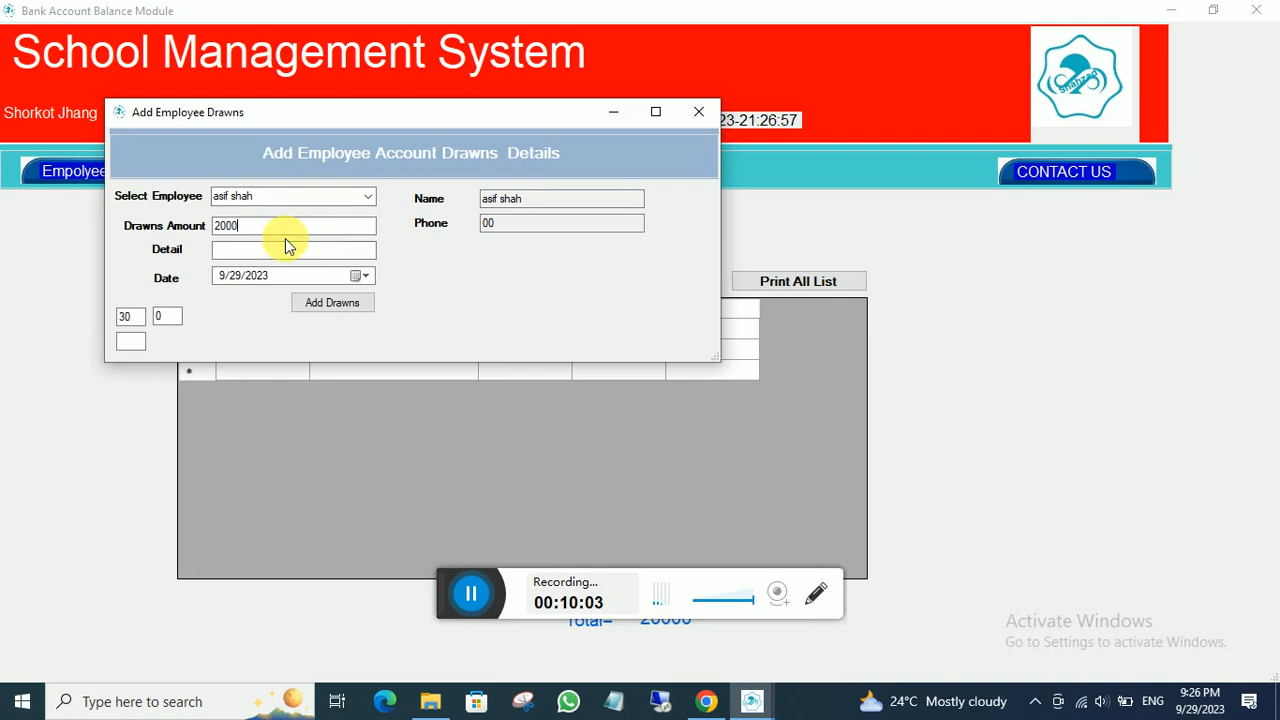 Bank Account Balance Module
School Management System
Shahzad
Shorkot Jhang
23-21:26:57
Add Employee Drawns
Empolyee
CONTACT US
Add Employee Account Drawns Details
Select Employee
asif shah
Name
asif shah
Drawns Amount
2000
Phone
00
Detail
Date
9/29/2023
Print All List
Add Drawns
30
0
*
Recording...
00:10:03
Total=
20000
Activate Windows
Go to Settings to activate Windows.
Type here to search
24°C Mostly cloudy
ENG
9:26 PM
9/29/2023